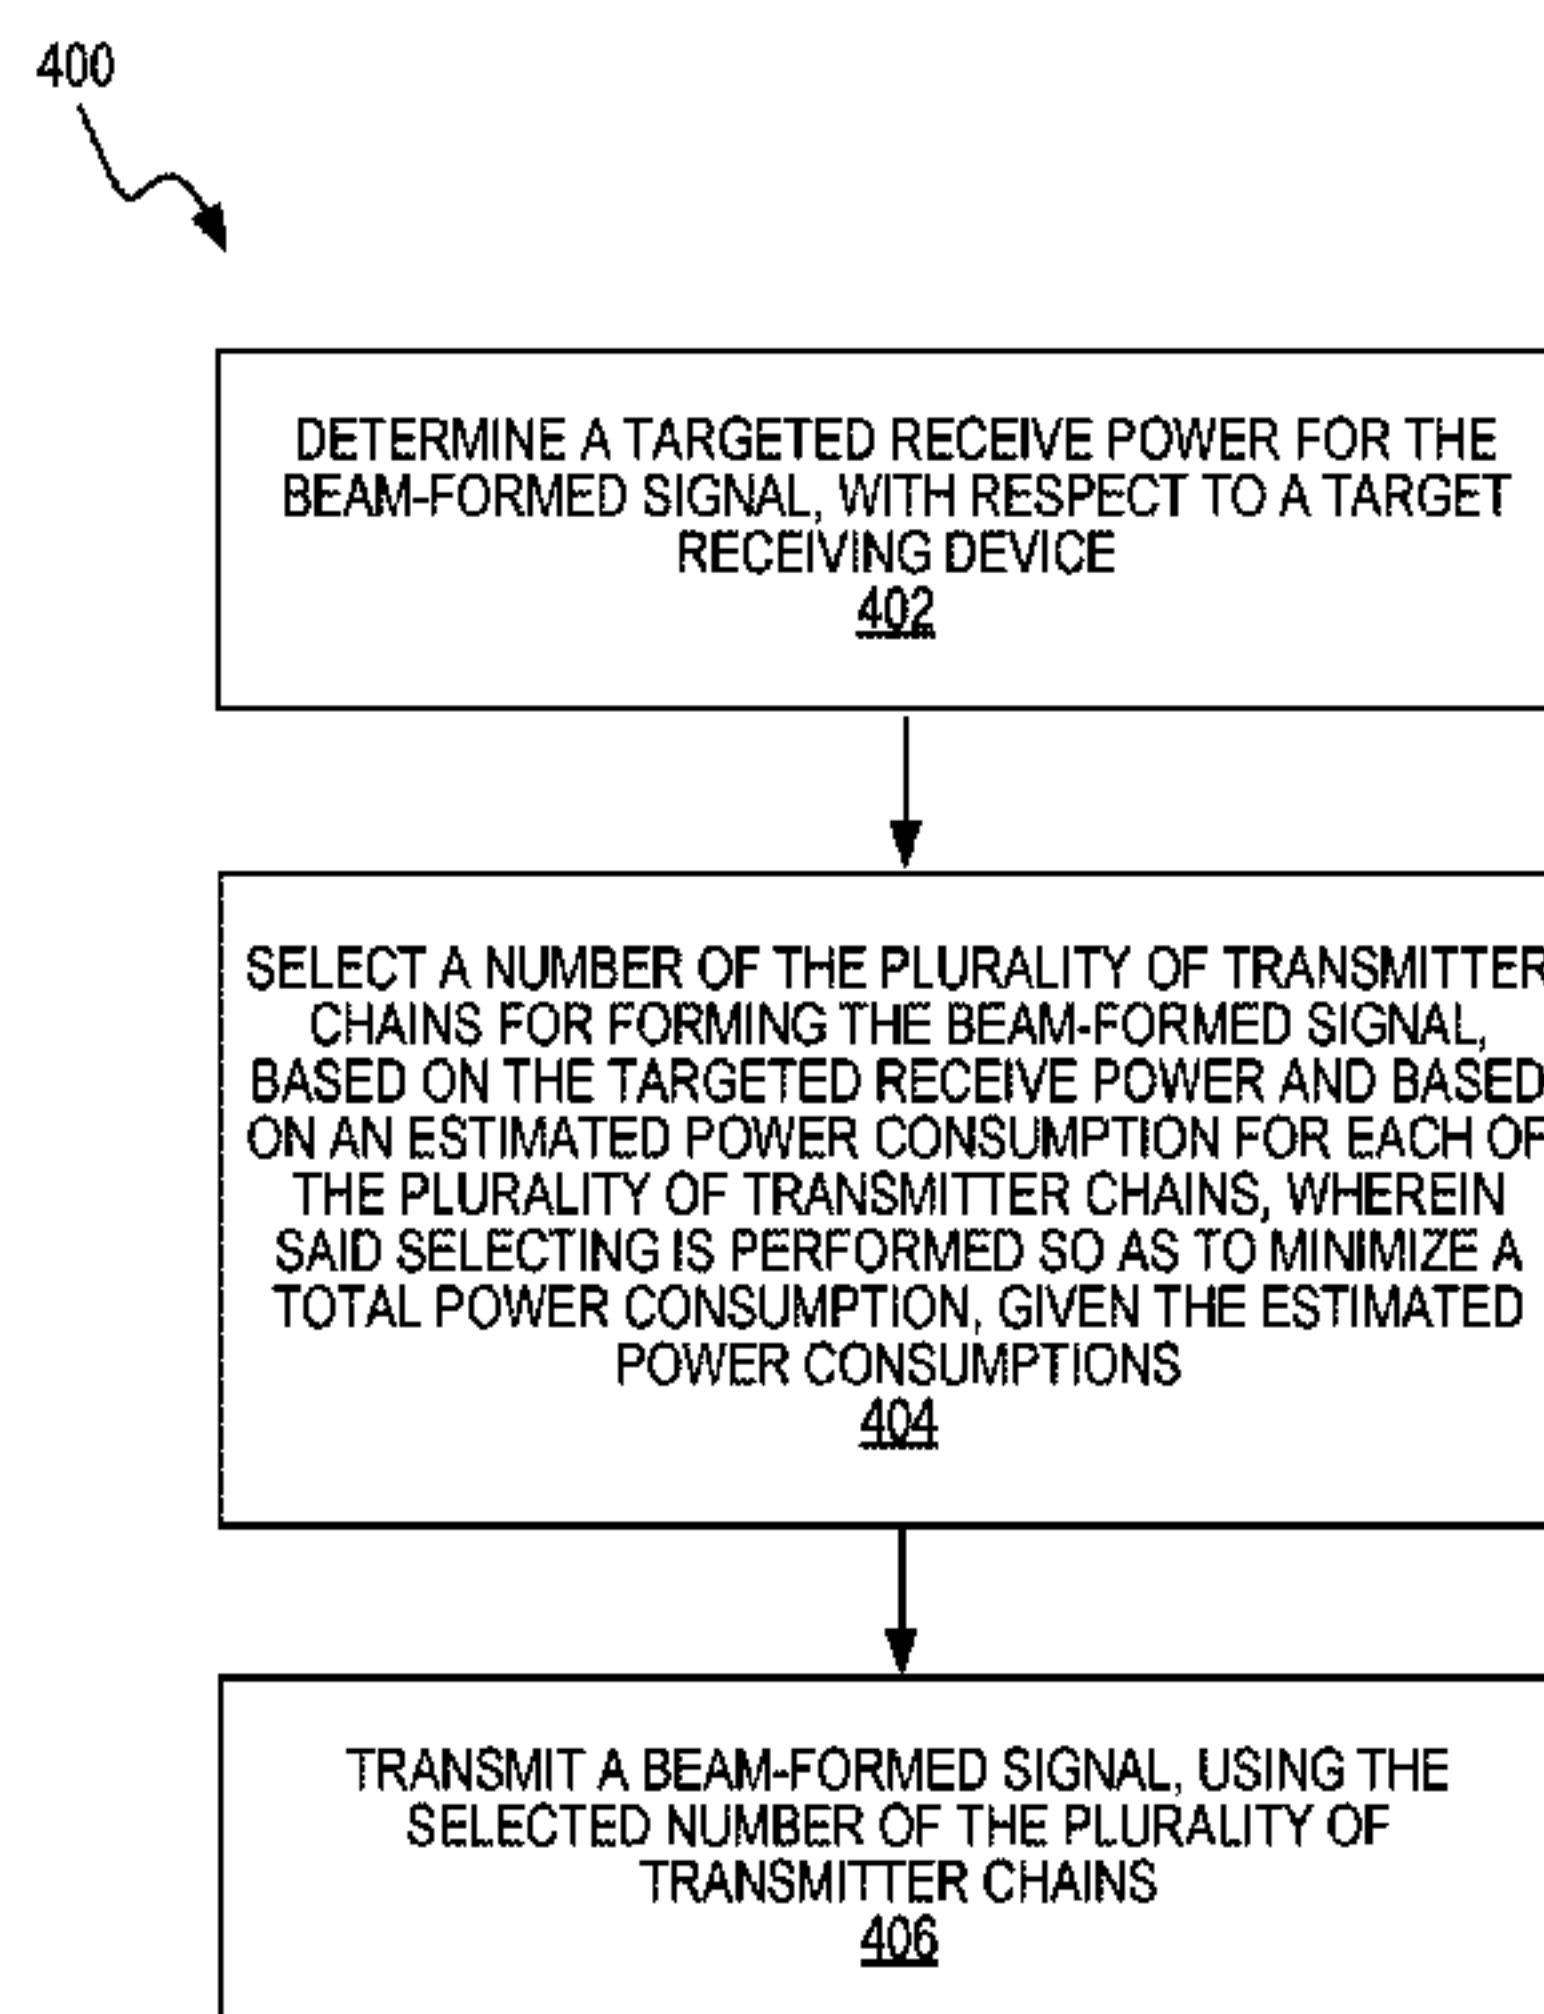 400
DETERMINE A TARGETED RECEIVE POWER FOR THE
BEAM-FORMED SIGNAL, WITH RESPECT TO A TARGET
RECEIVING DEVICE
402
SELECT A NUMBER OF THE PLURALITY OF TRANSMITTER
CHAINS FOR FORMING THE BEAM-FORMED SIGNAL,
BASED ON THE TARGETED RECEIVE POWER AND BASED
ON AN ESTIMATED POWER CONSUMPTION FOR EACH OF
THE PLURALITY OF TRANSMITTER CHAINS, WHEREIN
SAID SELECTING IS PERFORMED SO AS TO MINIMIZE A
TOTAL POWER CONSUMPTION, GIVEN THE ESTIMATED
POWER CONSUMPTIONS
404
TRANSMIT A BEAM-FORMED SIGNAL, USING THE
SELECTED NUMBER OF THE PLURALITY OF
TRANSMITTER CHAINS
406